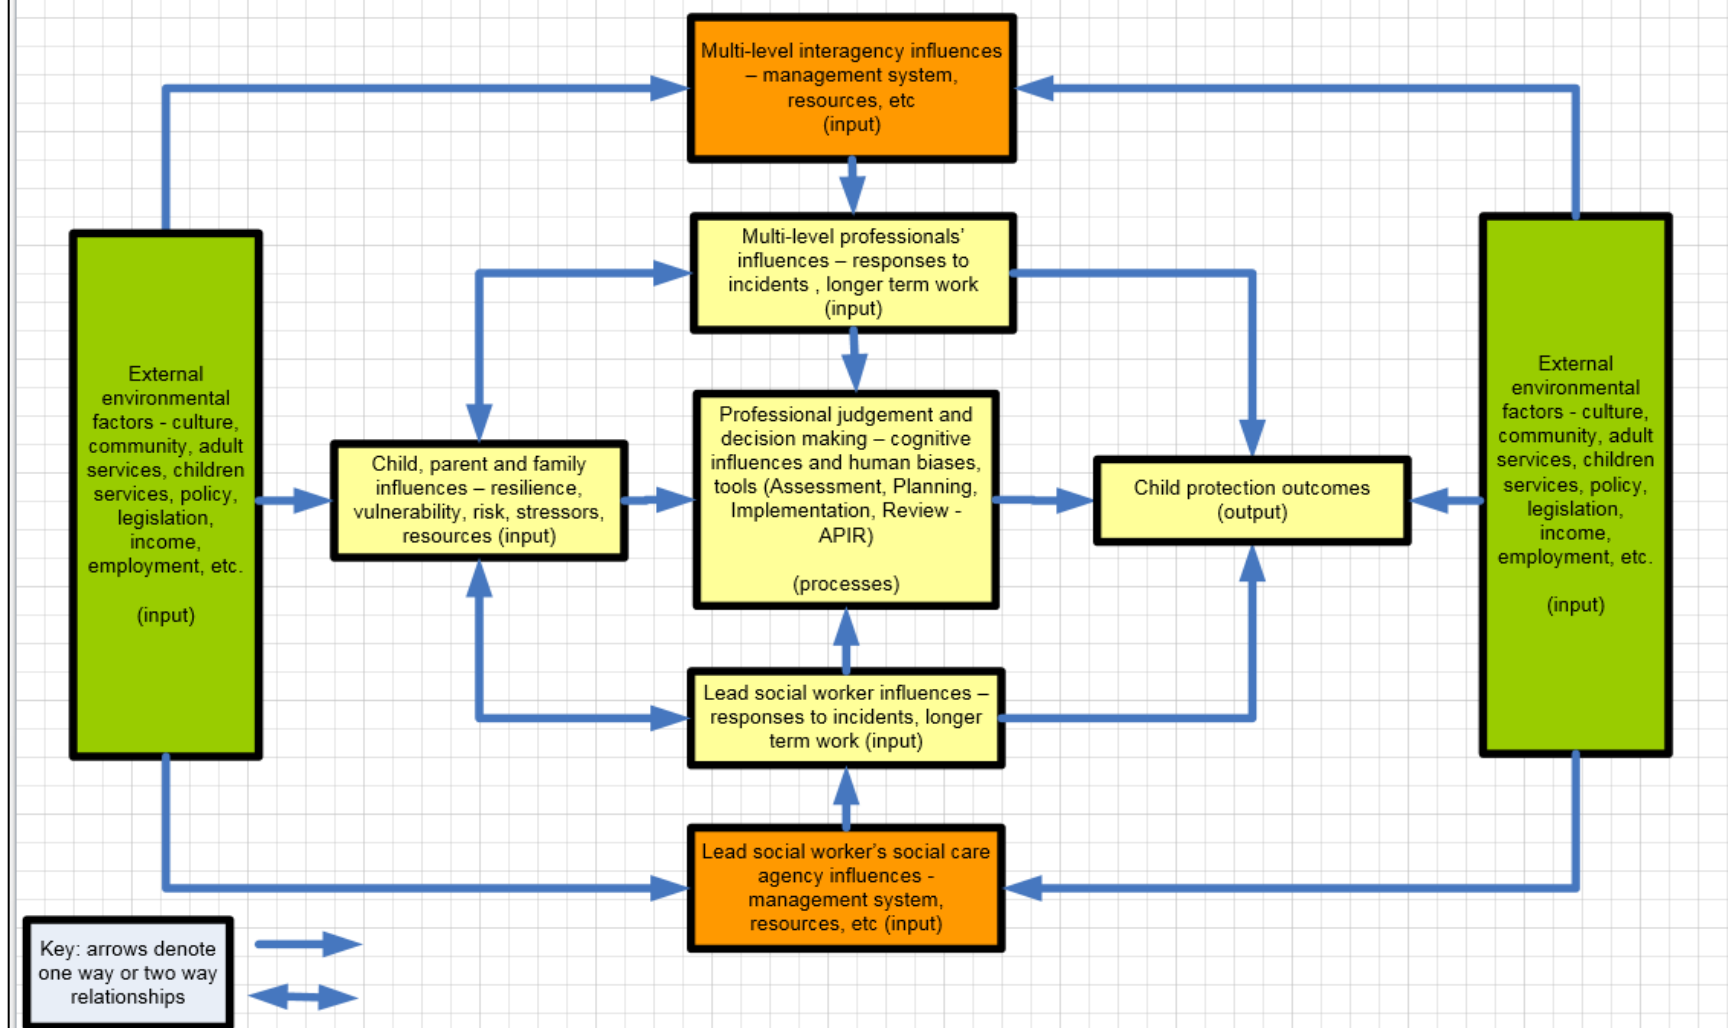 Multi-level interagency influences
– management system,
resources, etc
(input)
Multi-level professionals’
influences – responses to
incidents , longer term work
(input)
External
environmental
factors - culture,
community, adult
services, children
services, policy,
legislation,
income,
employment, etc.
(input)
Child, parent and family
influences – resilience,
vulnerability, risk, stressors,
resources (input)
Professional judgement and
decision making – cognitive
influences and human biases,
tools (Assessment, Planning,
Implementation, Review -
APIR)
(processes)
Child protection outcomes
(output)
External
environmental
factors - culture,
community, adult
services, children
services, policy,
legislation,
income,
employment, etc.
(input)
Lead social worker influences –
responses to incidents, longer
term work (input)
Lead social worker’s social care
agency influences -
management system,
resources, etc (input)
Key: arrows denote
one way or two way
relationships